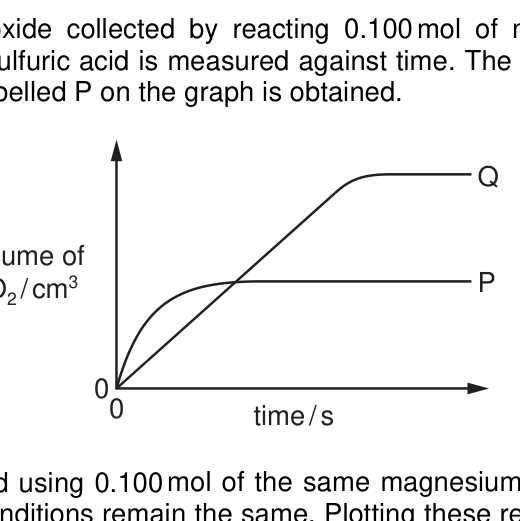 oxide collected by reacting 0.100 mol of
ulfuric acid is measured against time. The
belled P on the graph is obtained.
Q
ume of
O₂/cm³
P
0
0
time/s
using 0.100 mol of the same magnesium
nditions remain the same. Plotting these re